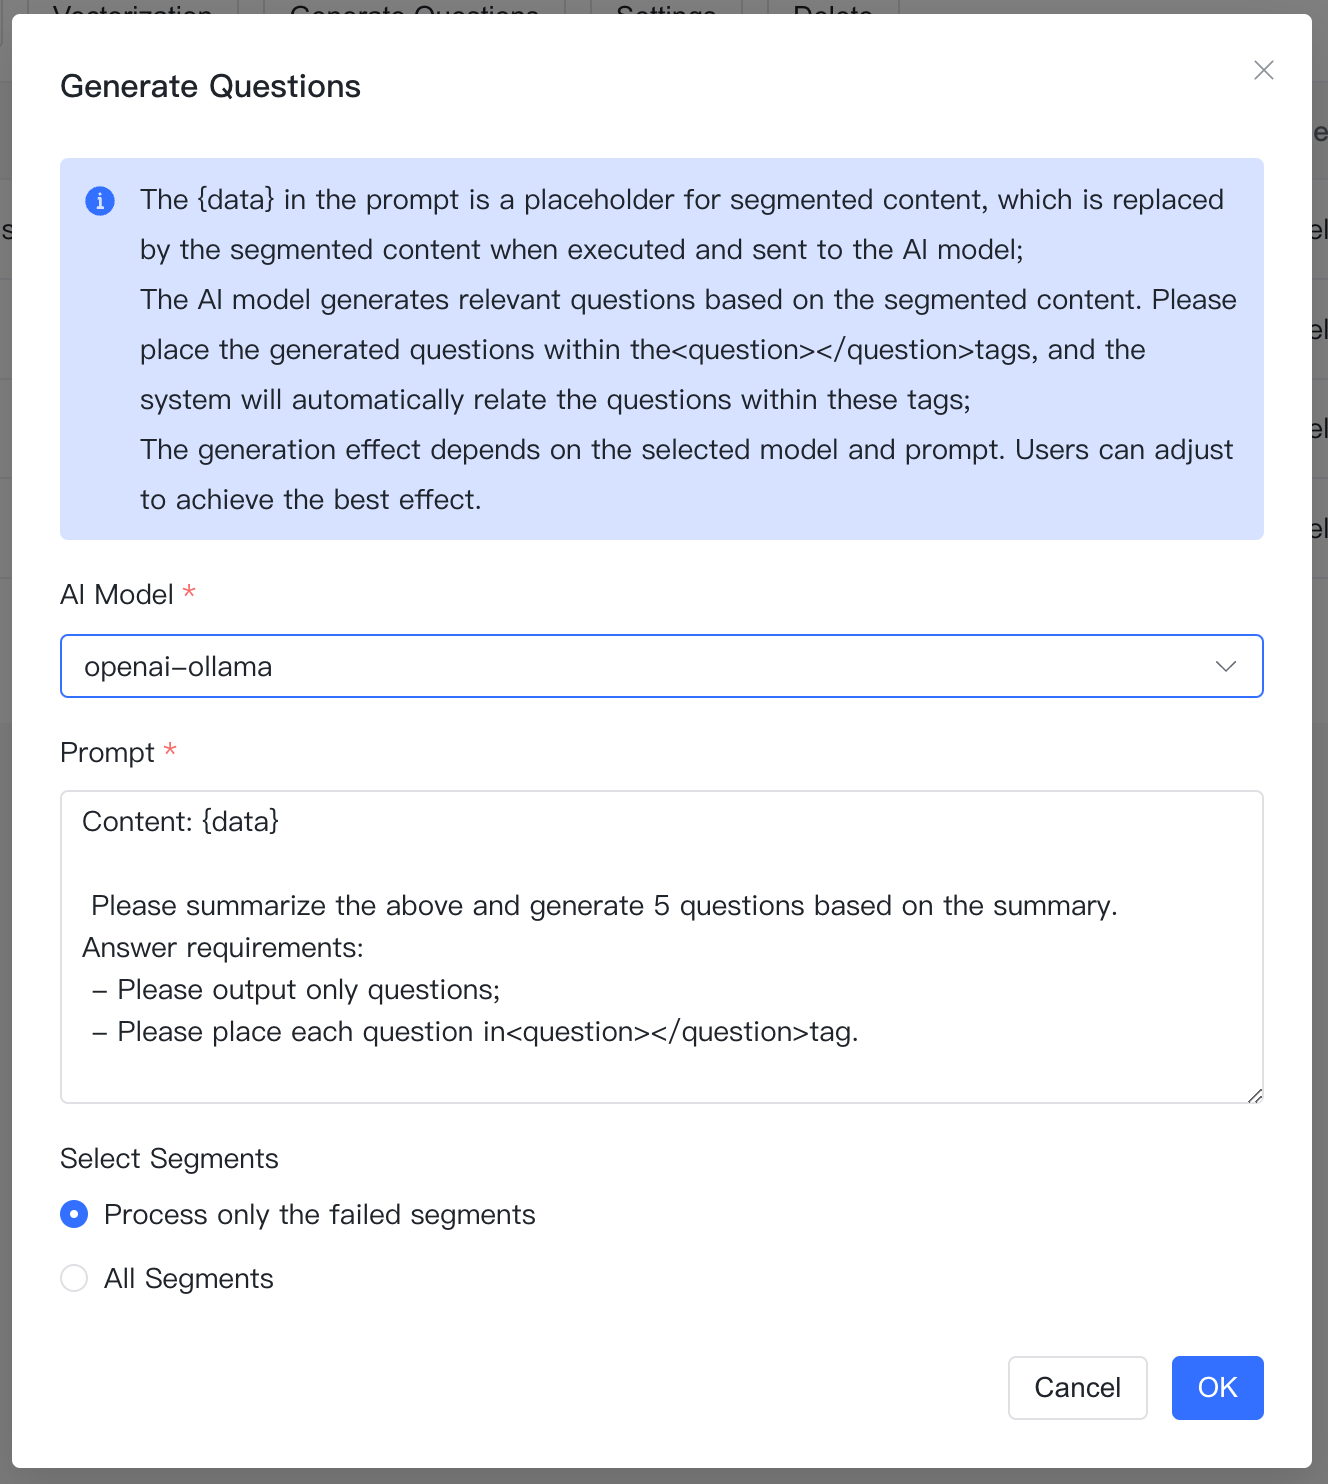 Vectorization Generate Questions Settings Delete
Generate Questions
The {data} in the prompt is a placeholder for segmented content, which is replaced
by the segmented content when executed and sent to the AI model;
The AI model generates relevant questions based on the segmented content. Please
place the generated questions within the<question></question>tags, and the
system will automatically relate the questions within these tags;
The generation effect depends on the selected model and prompt. Users can adjust
to achieve the best effect.
AI Model *
openai-ollama
Prompt *
Content: {data}
Please summarize the above and generate 5 questions based on the summary.
Answer requirements:
– Please output only questions;
– Please place each question in<question></question>tag.
Select Segments
Process only the failed segments
All Segments
Cancel OK